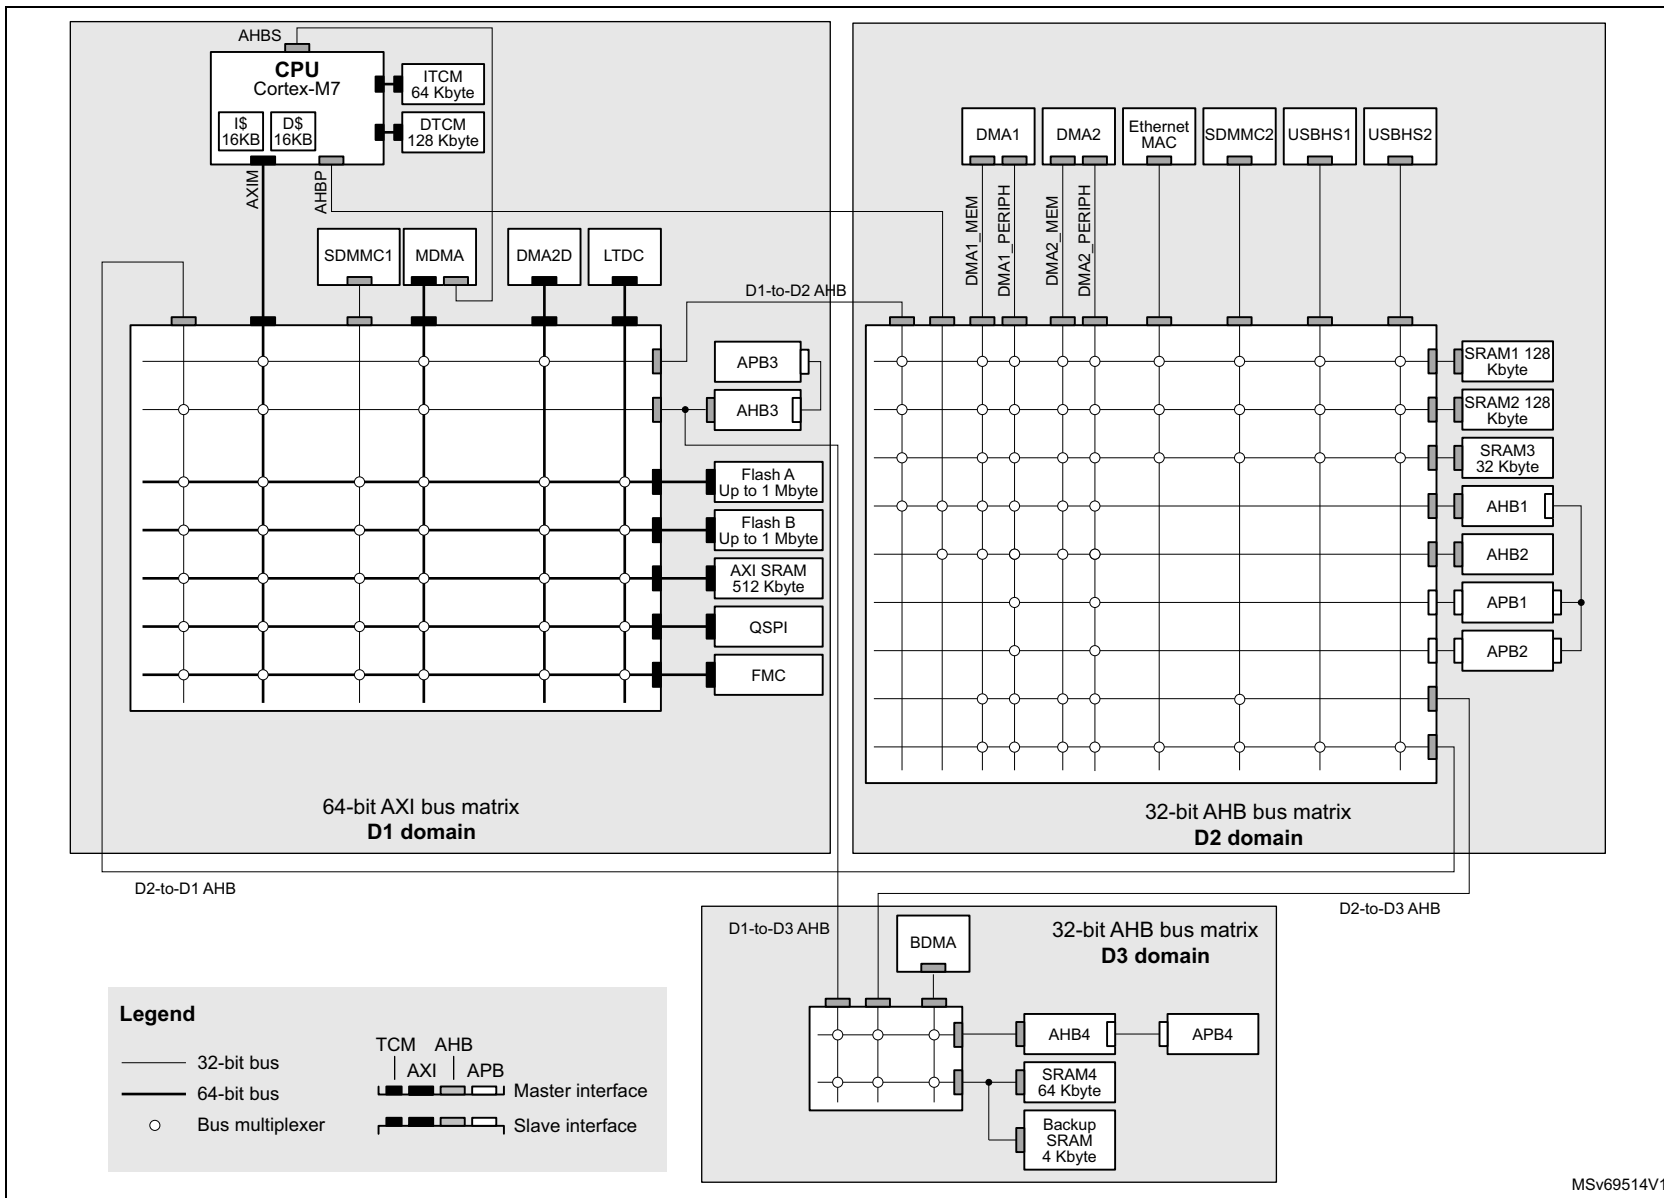 AHBS
CPU
Cortex-M7
I$
16KB
D$
16KB
ITCM
64 Kbyte
DTCM
128 Kbyte
AXIM
AHBP
SDMMC1
MDMA
DMA2D
LTDC
D1-to-D2 AHB
APB3
AHB3
Flash A
Up to 1 Mbyte
Flash B
Up to 1 Mbyte
AXI SRAM
512 Kbyte
QSPI
FMC
64-bit AXI bus matrix
D1 domain
DMA1
DMA2
Ethernet
MAC
SDMMC2
USBHS1
USBHS2
DMA1_MEM
DMA1_PERIPH
DMA2_MEM
DMA2_PERIPH
SRAM1 128
Kbyte
SRAM2 128
Kbyte
SRAM3
32 Kbyte
AHB1
AHB2
APB1
APB2
32-bit AHB bus matrix
D2 domain
D2-to-D1 AHB
D2-to-D3 AHB
D1-to-D3 AHB
BDMA
32-bit AHB bus matrix
D3 domain
AHB4
APB4
SRAM4
64 Kbyte
Backup
SRAM
4 Kbyte
Legend
32-bit bus
64-bit bus
Bus multiplexer
TCM
AHB
AXI
APB
Master interface
Slave interface
MSv69514V1